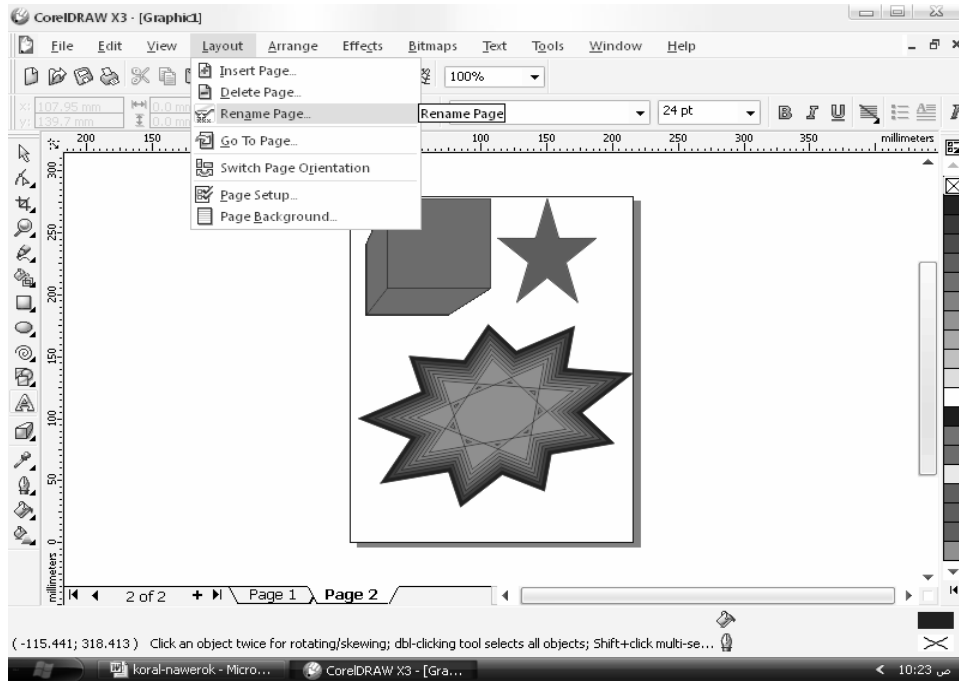 CorelDRAW X3 - [Graphic1]
File Edit View Layout Arrange Effects Bitmaps Text Tools Window Help
Insert Page...
Delete Page...
Rename Page...
Go To Page...
Switch Page Orientation
Page Setup...
Page Background...
100%
x: 107.95 mm 0.0 m
y: 139.7 mm 0.0 m
Rename Page
24 pt
B I U
200 150 100 150 200 250 300 350 millimeters
300
250
200
150
100
50
0
millimeters
2 of 2 Page 1 Page 2
( -115.441; 318.413 ) Click an object twice for rotating/skewing; dbl-clicking tool selects all objects; Shift+click multi-se...
koral-nawerok - Micro... CorelDRAW X3 - [Gra... 10:23 ص